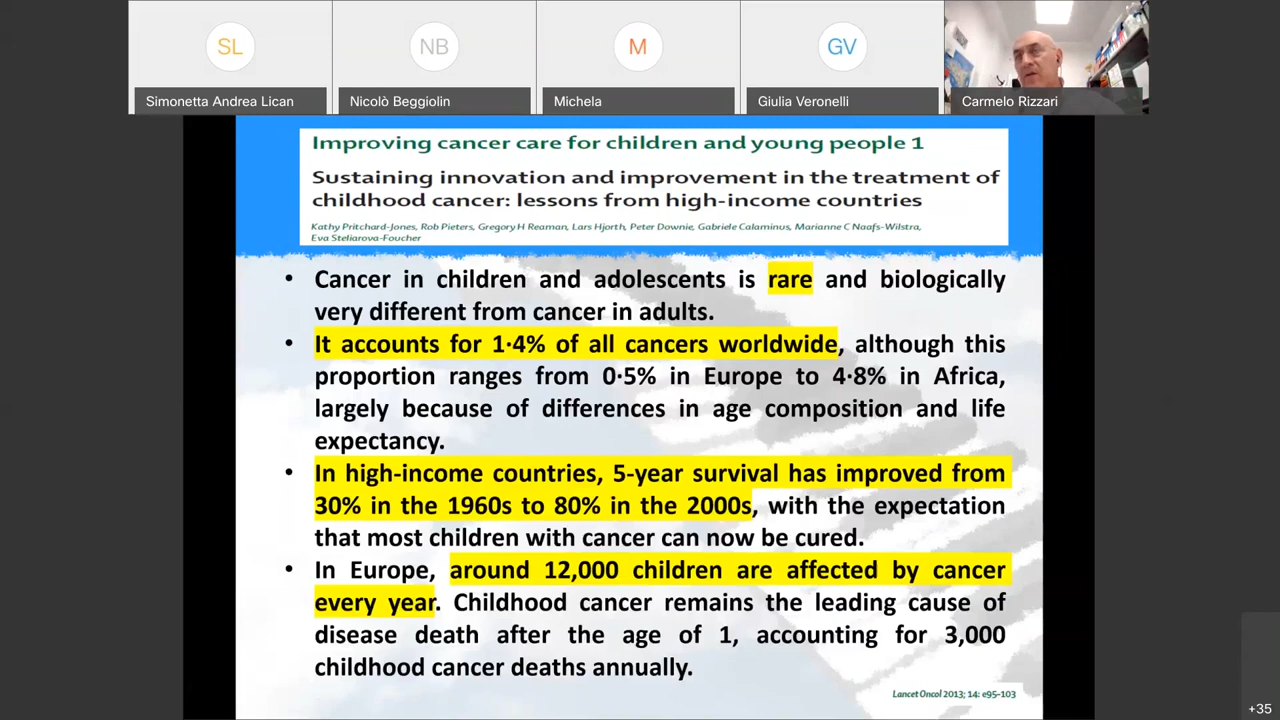 SL
NB
M
GV
Simonetta Andrea Lican
Nicolò Beggiolin
Michela
Giulia Veronelli
Carmelo Rizzari
Improving cancer care for children and young people 1
Sustaining innovation and improvement in the treatment of
childhood cancer: lessons from high-income countries
Kathy Pritchard-Jones, Rob Pieters, Gregory H Reaman, Lars Hjorth, Peter Downie, Gabriele Calaminus, Marianne C Naafs-Wilstra,
Eva Steliarova-Foucher
• Cancer in children and adolescents is rare and biologically
very different from cancer in adults.
• It accounts for 1·4% of all cancers worldwide, although this
proportion ranges from 0·5% in Europe to 4·8% in Africa,
largely because of differences in age composition and life
expectancy.
• In high-income countries, 5-year survival has improved from
30% in the 1960s to 80% in the 2000s, with the expectation
that most children with cancer can now be cured.
• In Europe, around 12,000 children are affected by cancer
every year. Childhood cancer remains the leading cause of
disease death after the age of 1, accounting for 3,000
childhood cancer deaths annually.
Lancet Oncol 2013; 14: e95-103
+35